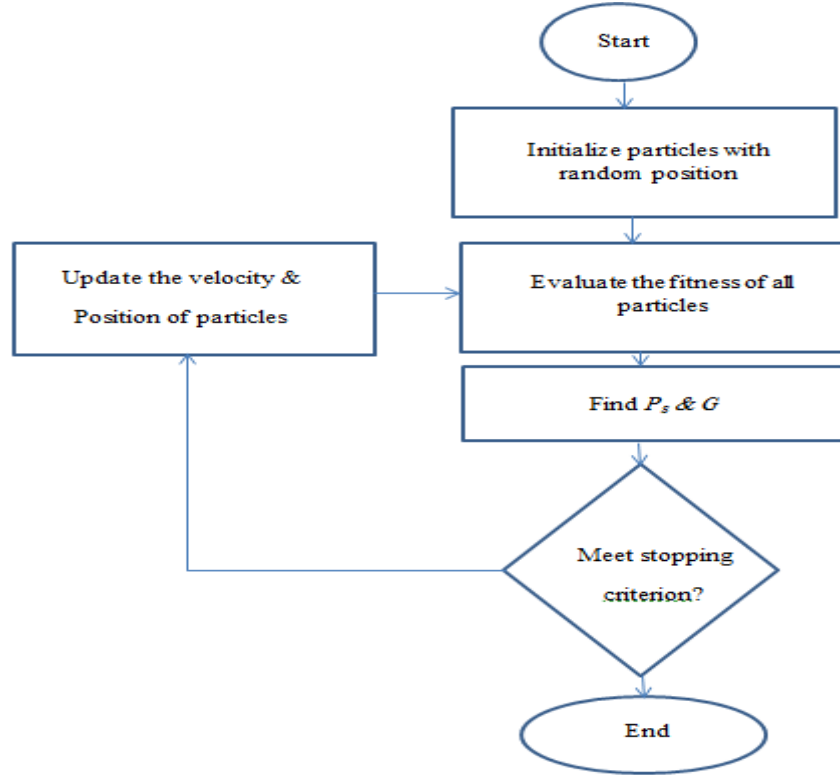 Start
Initialize particles with
random position
Update the velocity &
Position of particles
Evaluate the fitness of all
particles
Find Ps & G
Meet stopping
criterion?
End